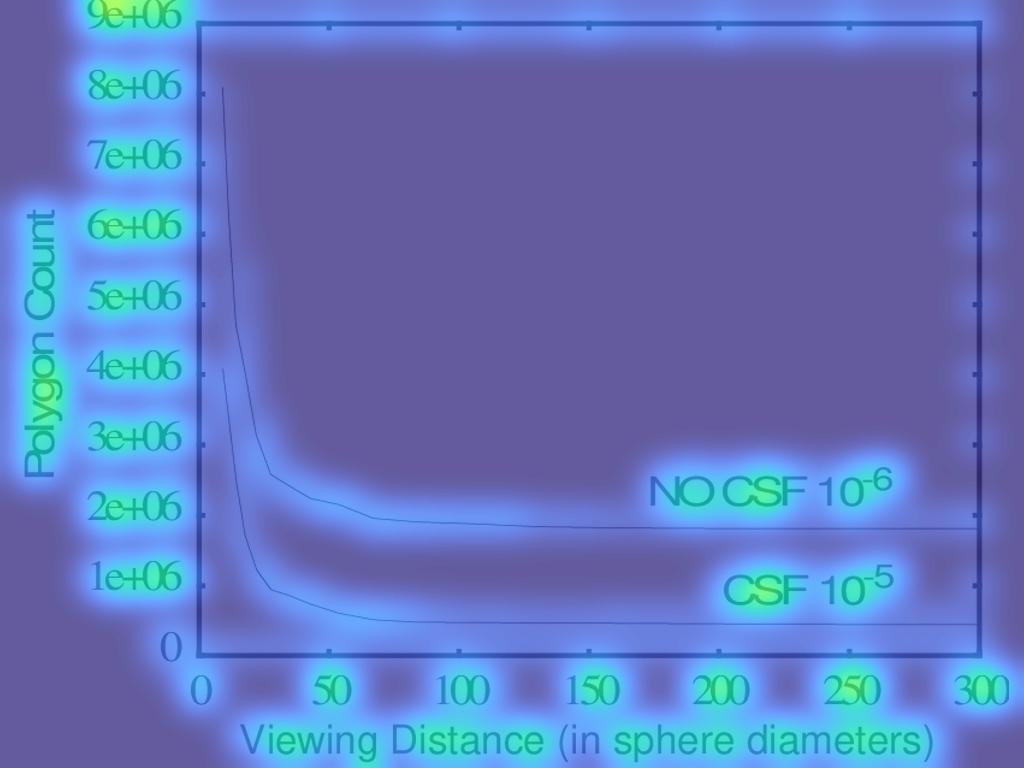 9e+06
8e+06
7e+06
6e+06
5e+06
4e+06
3e+06
2e+06
1e+06
0
Polygon Count
NO CSF 10⁻⁶
CSF 10⁻⁵
0 50 100 150 200 250 300
Viewing Distance (in sphere diameters)